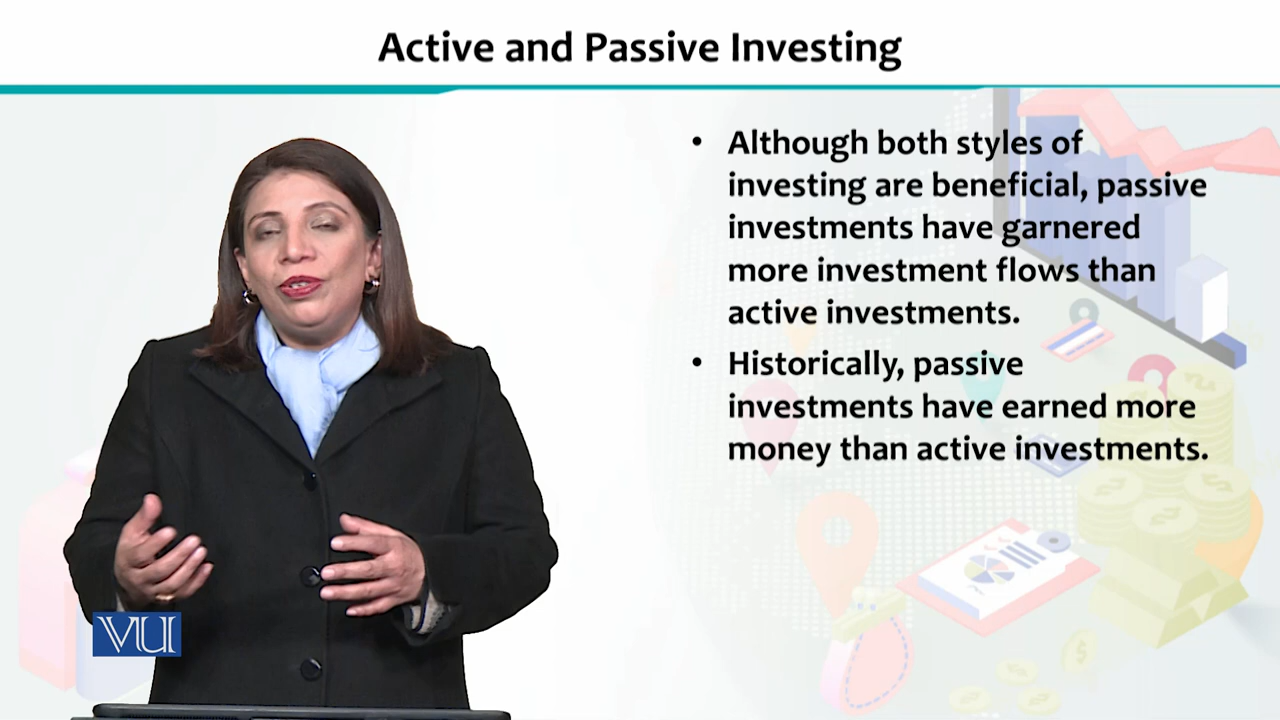 Active and Passive Investing
• Although both styles of
investing are beneficial, passive
investments have garnered
more investment flows than
active investments.
• Historically, passive
investments have earned more
money than active investments.
VU